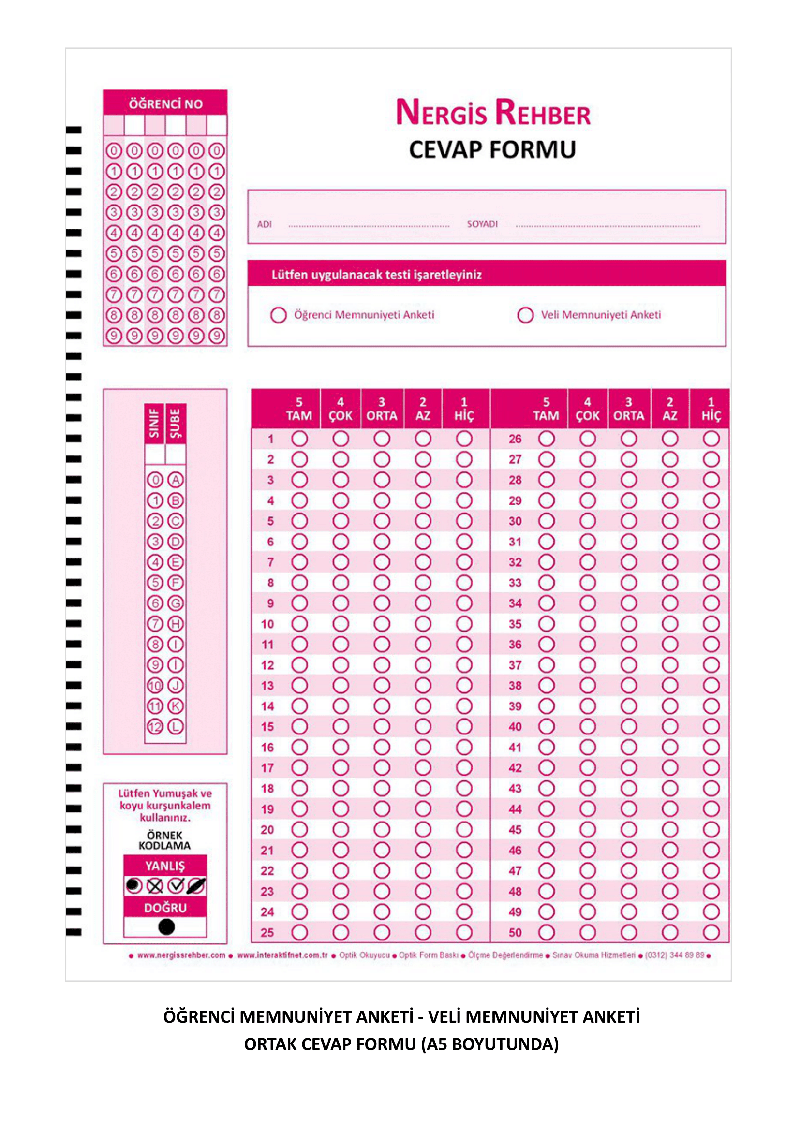 ÖĞRENCİ NO
0 0 0 0 0 0
1 1 1 1 1 1
2 2 2 2 2 2
3 3 3 3 3 3
4 4 4 4 4 4
5 5 5 5 5 5
6 6 6 6 6 6
7 7 7 7 7 7
8 8 8 8 8 8
9 9 9 9 9 9
NERGİS REHBER
CEVAP FORMU
ADI ........................................ SOYADI ........................................
Lütfen uygulanacak testi işaretleyiniz
Öğrenci Memnuniyeti Anketi Veli Memnuniyeti Anketi
SINIF ŞUBE
0 A
1 B
2 C
3 D
4 E
5 F
6 G
7 H
8 I
9 I
10 J
11 K
12 L
Lütfen Yumuşak ve
koyu kurşunkalem
kullanınız.
ÖRNEK
KODLAMA
YANLIŞ
DOĞRU
5 4 3 2 1 5 4 3 2 1
TAM ÇOK ORTA AZ HİÇ TAM ÇOK ORTA AZ HİÇ
1 26
2 27
3 28
4 29
5 30
6 31
7 32
8 33
9 34
10 35
11 36
12 37
13 38
14 39
15 40
16 41
17 42
18 43
19 44
20 45
21 46
22 47
23 48
24 49
25 50
● www.nergissrehber.com ● www.interaktifnet.com.tr ● Optik Okuyucu ● Optik Form Baskı ● Ölçme Değerlendirme ● Sınav Okuma Hizmetleri ● (0312) 344 69 89 ●
ÖĞRENCİ MEMNUNİYET ANKETİ - VELİ MEMNUNİYET ANKETİ
ORTAK CEVAP FORMU (A5 BOYUTUNDA)